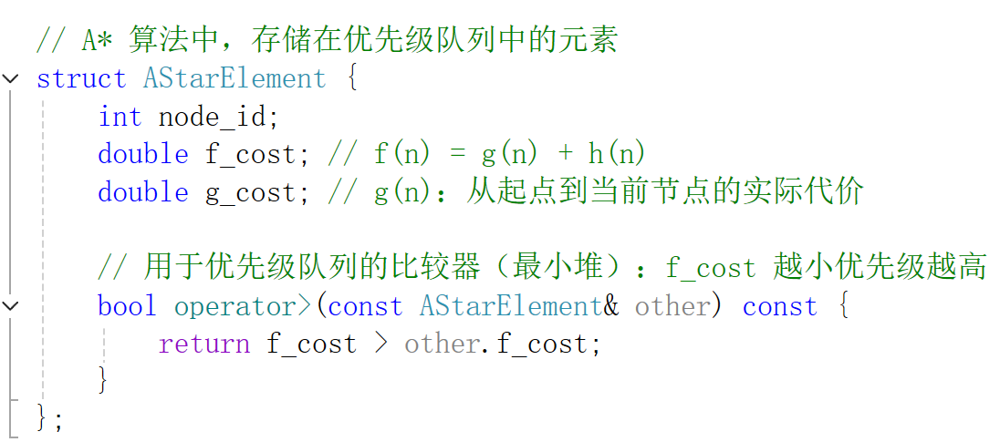 // A* 算法中，存储在优先级队列中的元素
struct AStarElement {
int node_id;
double f_cost; // f(n) = g(n) + h(n)
double g_cost; // g(n)：从起点到当前节点的实际代价
// 用于优先级队列的比较器（最小堆）：f_cost 越小优先级越高
bool operator>(const AStarElement& other) const {
return f_cost > other.f_cost;
}
};